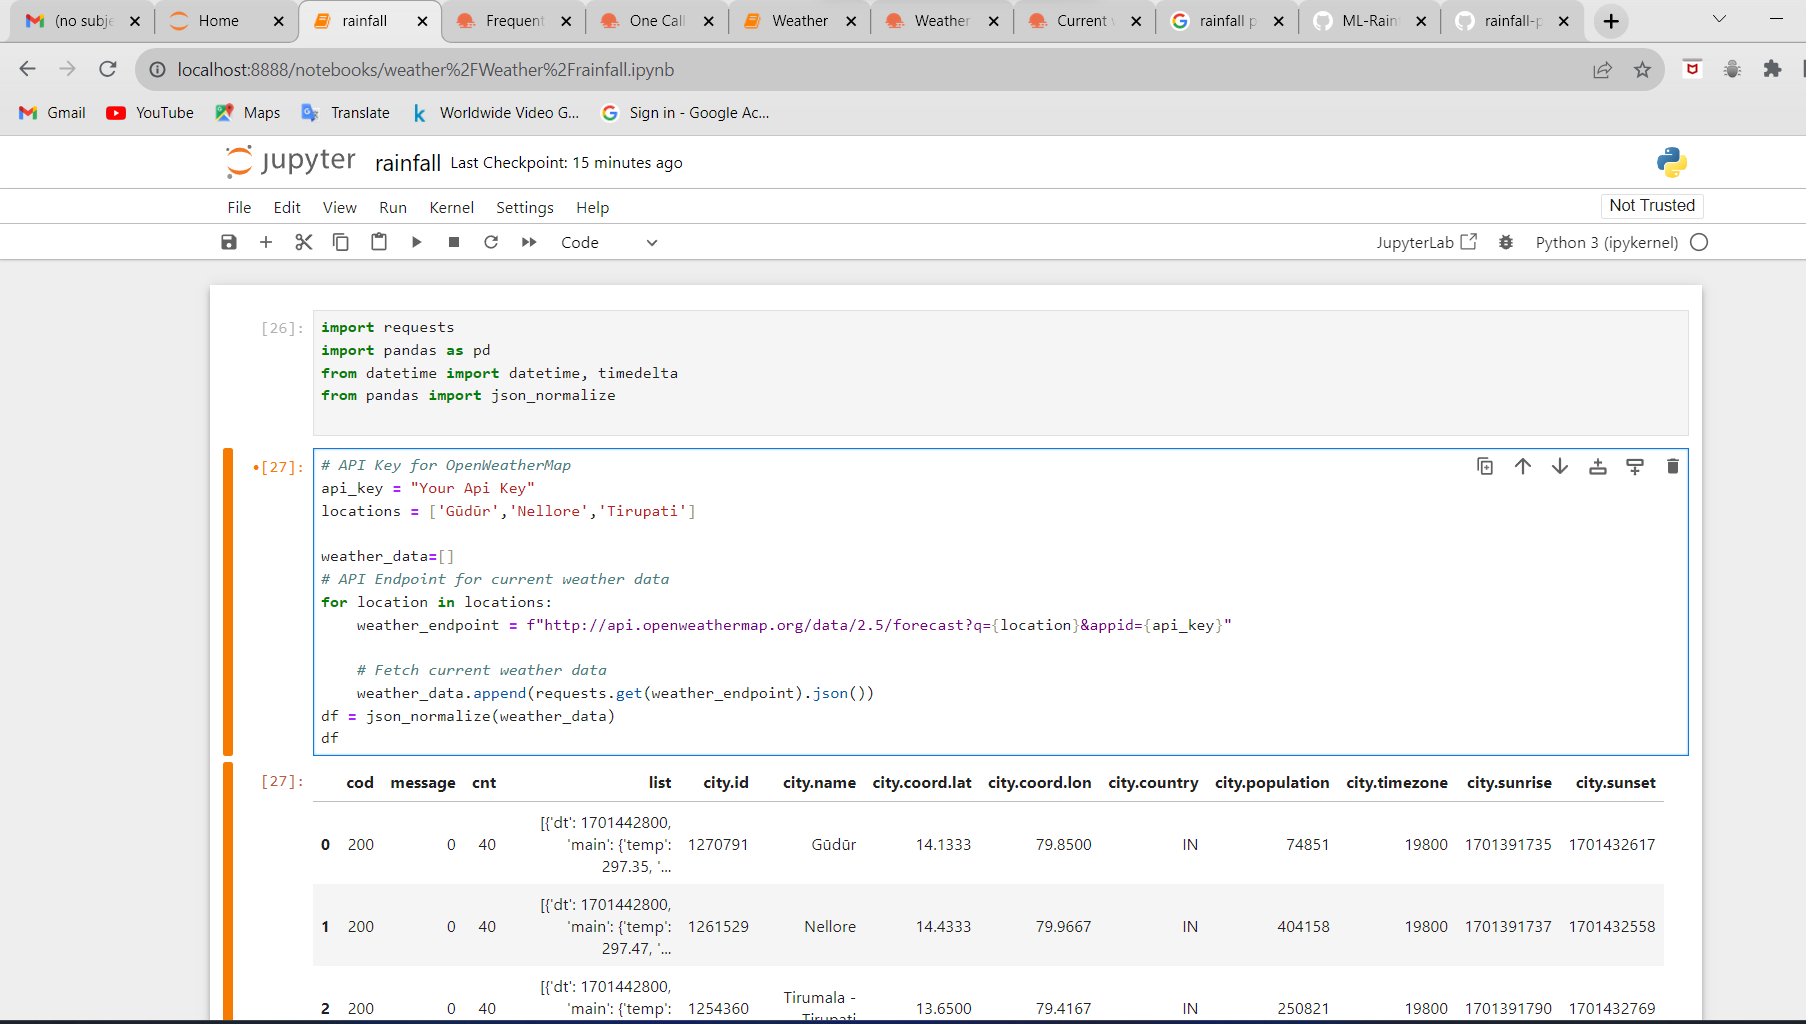 (no subje
Home
rainfall
Frequent
One Call
Weather
Weather
Current w
rainfall p
ML-Rain
rainfall-p
localhost:8888/notebooks/weather%2FWeather%2Frainfall.ipynb
Gmail YouTube Maps Translate Worldwide Video G... Sign in - Google Ac...
jupyter rainfall Last Checkpoint: 15 minutes ago
File Edit View Run Kernel Settings Help Not Trusted
Code JupyterLab Python 3 (ipykernel)
[26]: import requests
import pandas as pd
from datetime import datetime, timedelta
from pandas import json_normalize
•[27]: # API Key for OpenWeatherMap
api_key = "Your Api Key"
locations = ['Gūdūr','Nellore','Tirupati']
weather_data=[]
# API Endpoint for current weather data
for location in locations:
    weather_endpoint = f"http://api.openweathermap.org/data/2.5/forecast?q={location}&appid={api_key}"
    # Fetch current weather data
    weather_data.append(requests.get(weather_endpoint).json())
df = json_normalize(weather_data)
df
[27]: cod message cnt list city.id city.name city.coord.lat city.coord.lon city.country city.population city.timezone city.sunrise city.sunset
[{'dt': 1701442800,
0 200 0 40 'main': {'temp': 1270791 Gūdūr 14.1333 79.8500 IN 74851 19800 1701391735 1701432617
297.35, '...
[{'dt': 1701442800,
1 200 0 40 'main': {'temp': 1261529 Nellore 14.4333 79.9667 IN 404158 19800 1701391737 1701432558
297.47, '...
[{'dt': 1701442800,
Tirumala -
2 200 0 40 'main': {'temp': 1254360 13.6500 79.4167 IN 250821 19800 1701391790 1701432769
Tirupati